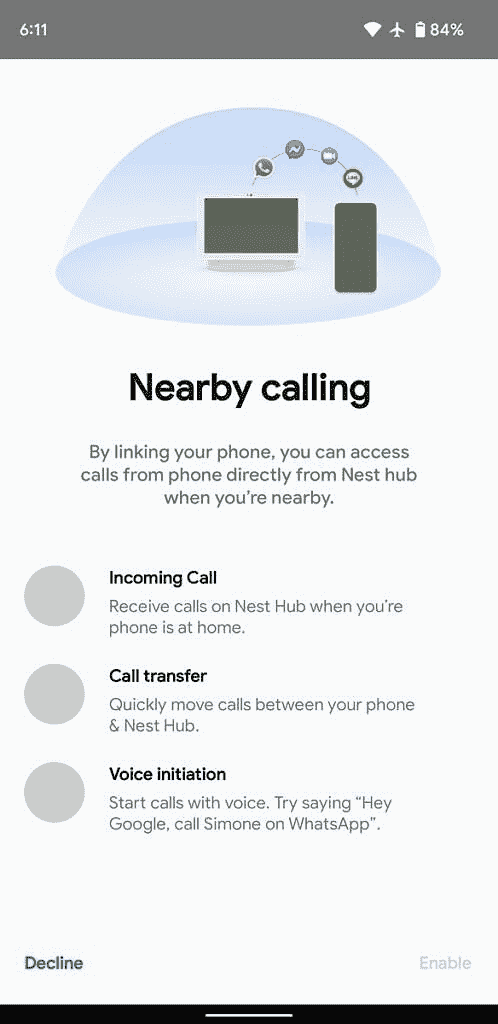 6:11
84%
LINE
Nearby calling
By linking your phone, you can access
calls from phone directly from Nest hub
when you're nearby.
Incoming Call
Receive calls on Nest Hub when you're
phone is at home.
Call transfer
Quickly move calls between your phone
& Nest Hub.
Voice initiation
Start calls with voice. Try saying “Hey
Google, call Simone on WhatsApp”.
Decline
Enable